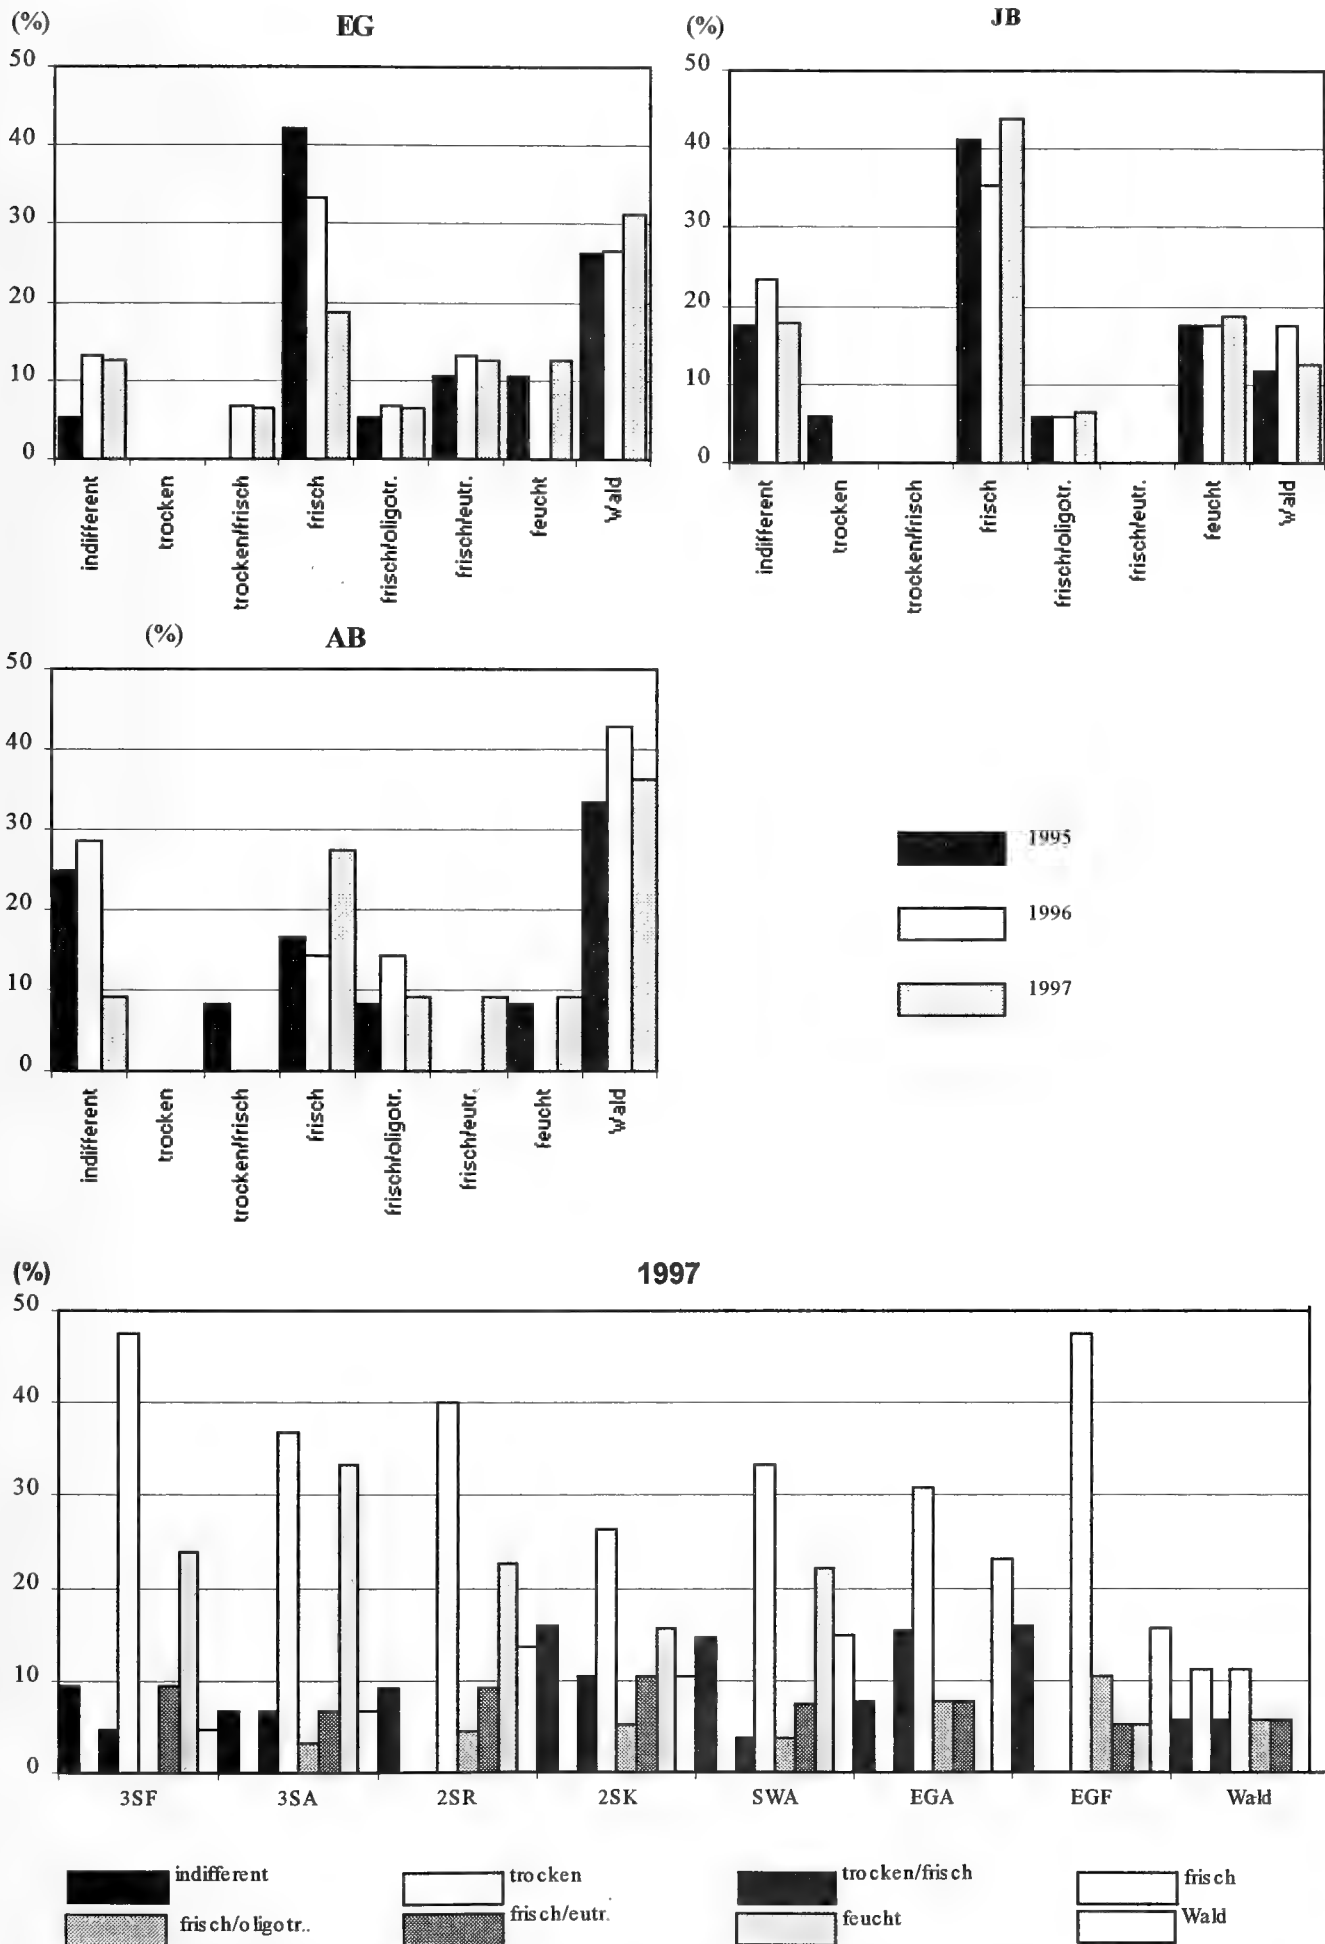 (%) EG
50
40
30
20
10
0
indifferent
trocken
trocken/frisch
frisch
frisch/oligotr.
frisch/eutr.
feucht
Wald
(%) JB
50
40
30
20
10
0
indifferent
trocken
trocken/frisch
frisch
frisch/oligotr.
frisch/eutr.
feucht
Wald
(%) AB
50
40
30
20
10
0
indifferent
trocken
trocken/frisch
frisch
frisch/oligotr.
frisch/eutr.
feucht
Wald
1995
1996
1997
(%) 1997
50
40
30
20
10
0
3SF 3SA 2SR 2SK SWA EGA EGF Wald
indifferent trocken trocken/frisch frisch
frisch/oligotr.. frisch/eutr. feucht Wald